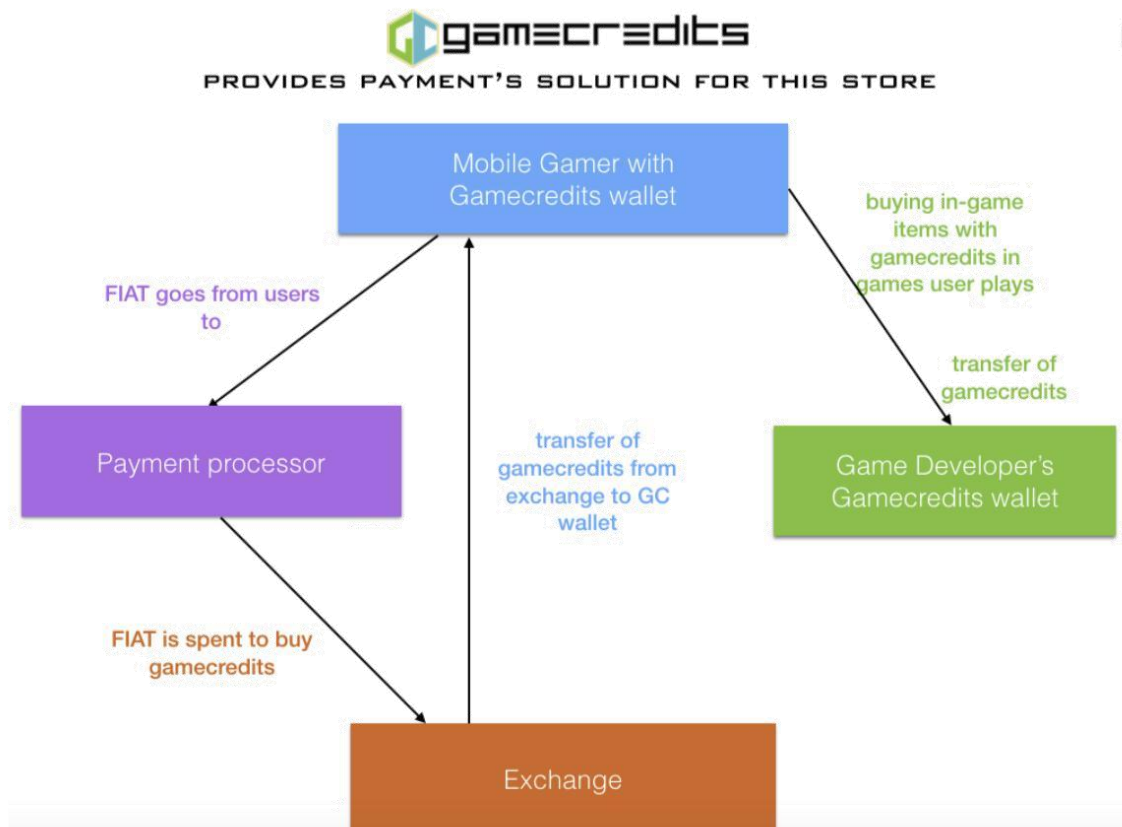 gamecredits
PROVIDES PAYMENT'S SOLUTION FOR THIS STORE
Mobile Gamer with
Gamecredits wallet
buying in-game
items with
gamecredits in
games user plays
FIAT goes from users
to
transfer of
gamecredits
Payment processor
transfer of
gamecredits from
exchange to GC
wallet
Game Developer's
Gamecredits wallet
FIAT is spent to buy
gamecredits
Exchange